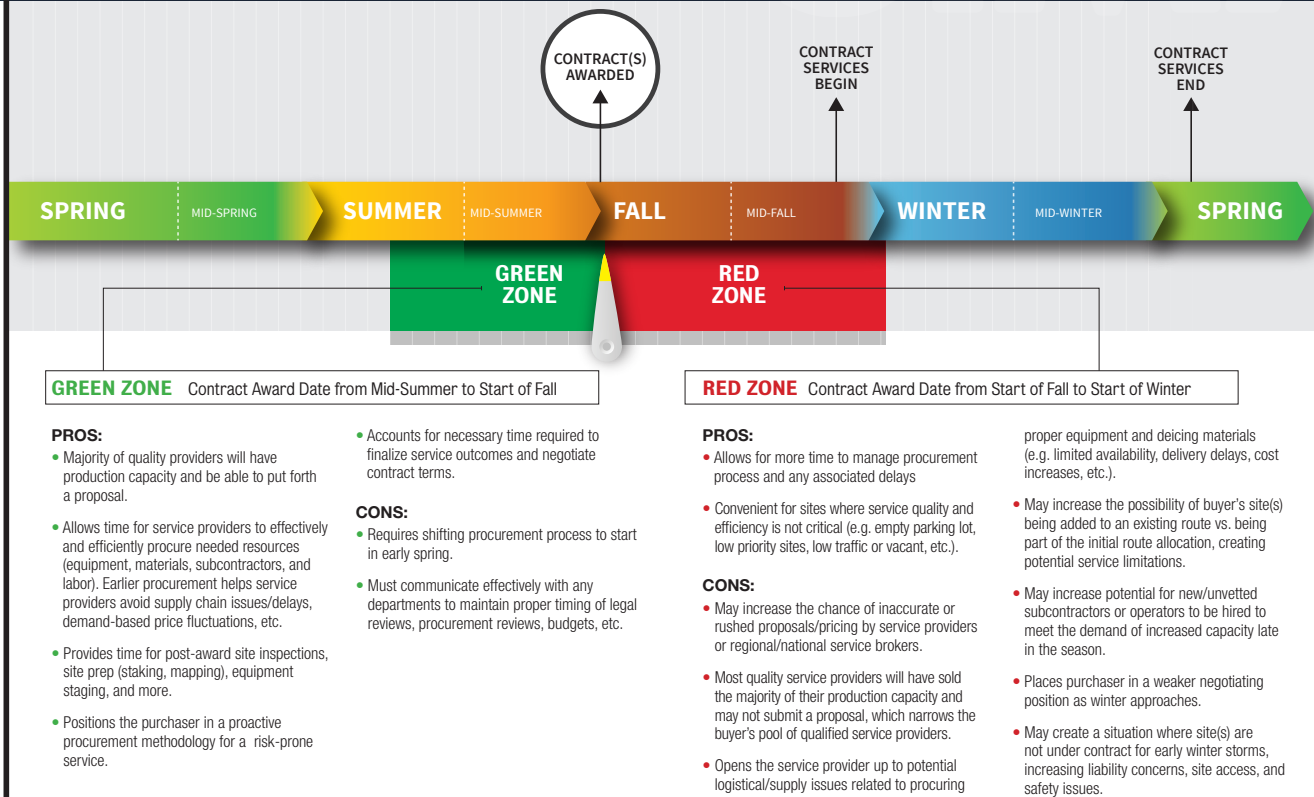 CONTRACT(S)
AWARDED
CONTRACT
SERVICES
BEGIN
CONTRACT
SERVICES
END
SPRING
MID-SPRING
SUMMER
MID-SUMMER
FALL
MID-FALL
WINTER
MID-WINTER
SPRING
GREEN
ZONE
RED
ZONE
GREEN ZONE Contract Award Date from Mid-Summer to Start of Fall
PROS:
• Majority of quality providers will have
production capacity and be able to put forth
a proposal.
• Allows time for service providers to effectively
and efficiently procure needed resources
(equipment, materials, subcontractors, and
labor). Earlier procurement helps service
providers avoid supply chain issues/delays,
demand-based price fluctuations, etc.
• Provides time for post-award site inspections,
site prep (staking, mapping), equipment
staging, and more.
• Positions the purchaser in a proactive
procurement methodology for a risk-prone
service.
• Accounts for necessary time required to
finalize service outcomes and negotiate
contract terms.
CONS:
• Requires shifting procurement process to start
in early spring.
• Must communicate effectively with any
departments to maintain proper timing of legal
reviews, procurement reviews, budgets, etc.
RED ZONE Contract Award Date from Start of Fall to Start of Winter
PROS:
• Allows for more time to manage procurement
process and any associated delays
• Convenient for sites where service quality and
efficiency is not critical (e.g. empty parking lot,
low priority sites, low traffic or vacant, etc.).
CONS:
• May increase the chance of inaccurate or
rushed proposals/pricing by service providers
or regional/national service brokers.
• Most quality service providers will have sold
the majority of their production capacity and
may not submit a proposal, which narrows the
buyer's pool of qualified service providers.
• Opens the service provider up to potential
logistical/supply issues related to procuring
proper equipment and deicing materials
(e.g. limited availability, delivery delays, cost
increases, etc.).
• May increase the possibility of buyer's site(s)
being added to an existing route vs. being
part of the initial route allocation, creating
potential service limitations.
• May increase potential for new/unvetted
subcontractors or operators to be hired to
meet the demand of increased capacity late
in the season.
• Places purchaser in a weaker negotiating
position as winter approaches.
• May create a situation where site(s) are
not under contract for early winter storms,
increasing liability concerns, site access, and
safety issues.